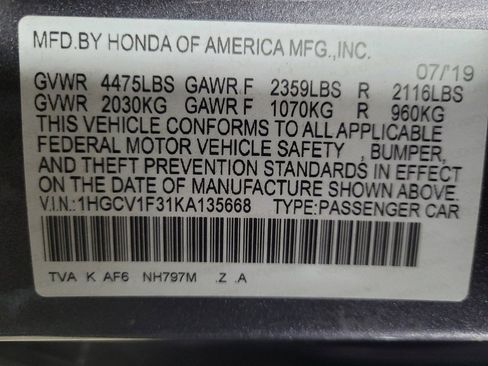 MFD.BY HONDA OF AMERICA MFG.,INC.
07/'19
GVWR 4475LBS GAWR F 2359LBS R 2116LBS
GVWR 2030KG GAWR F 1070KG R 960KG
THIS VEHICLE CONFORMS TO ALL APPLICABLE
FEDERAL MOTOR VEHICLE SAFETY , BUMPER,
AND THEFT PREVENTION STANDARDS IN EFFECT
ON THE DATE OF MANUFACTURE SHOWN ABOVE.
V.I.N.:1HGCV1F31KA135668 TYPE:PASSENGER CAR
TVA K AF6 NH797M .Z .A